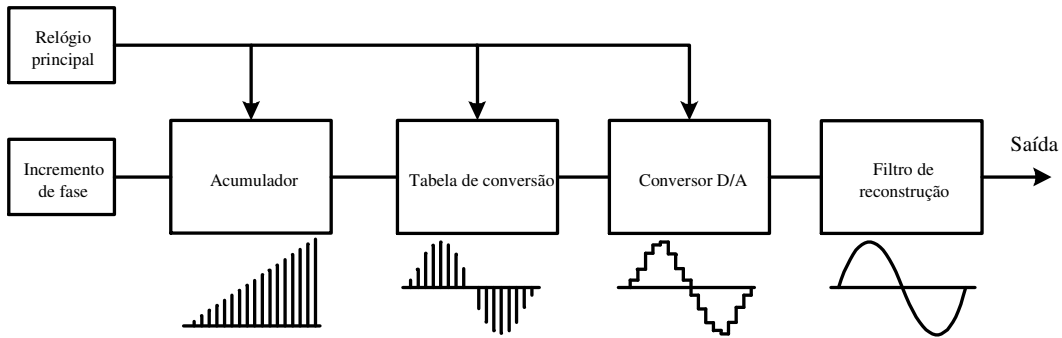 Relógio
principal
Incremento
de fase
Acumulador
Tabela de conversão
Conversor D/A
Filtro de
reconstrução
Saída